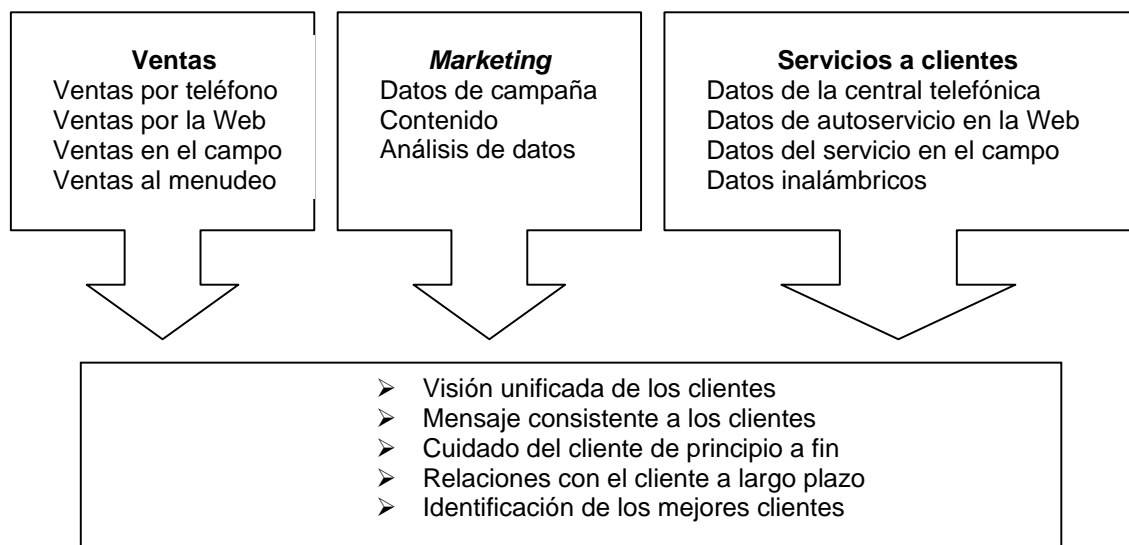 Ventas
Ventas por teléfono
Ventas por la Web
Ventas en el campo
Ventas al menudeo
Marketing
Datos de campaña
Contenido
Análisis de datos
Servicios a clientes
Datos de la central telefónica
Datos de autoservicio en la Web
Datos del servicio en el campo
Datos inalámbricos
➢ Visión unificada de los clientes
➢ Mensaje consistente a los clientes
➢ Cuidado del cliente de principio a fin
➢ Relaciones con el cliente a largo plazo
➢ Identificación de los mejores clientes